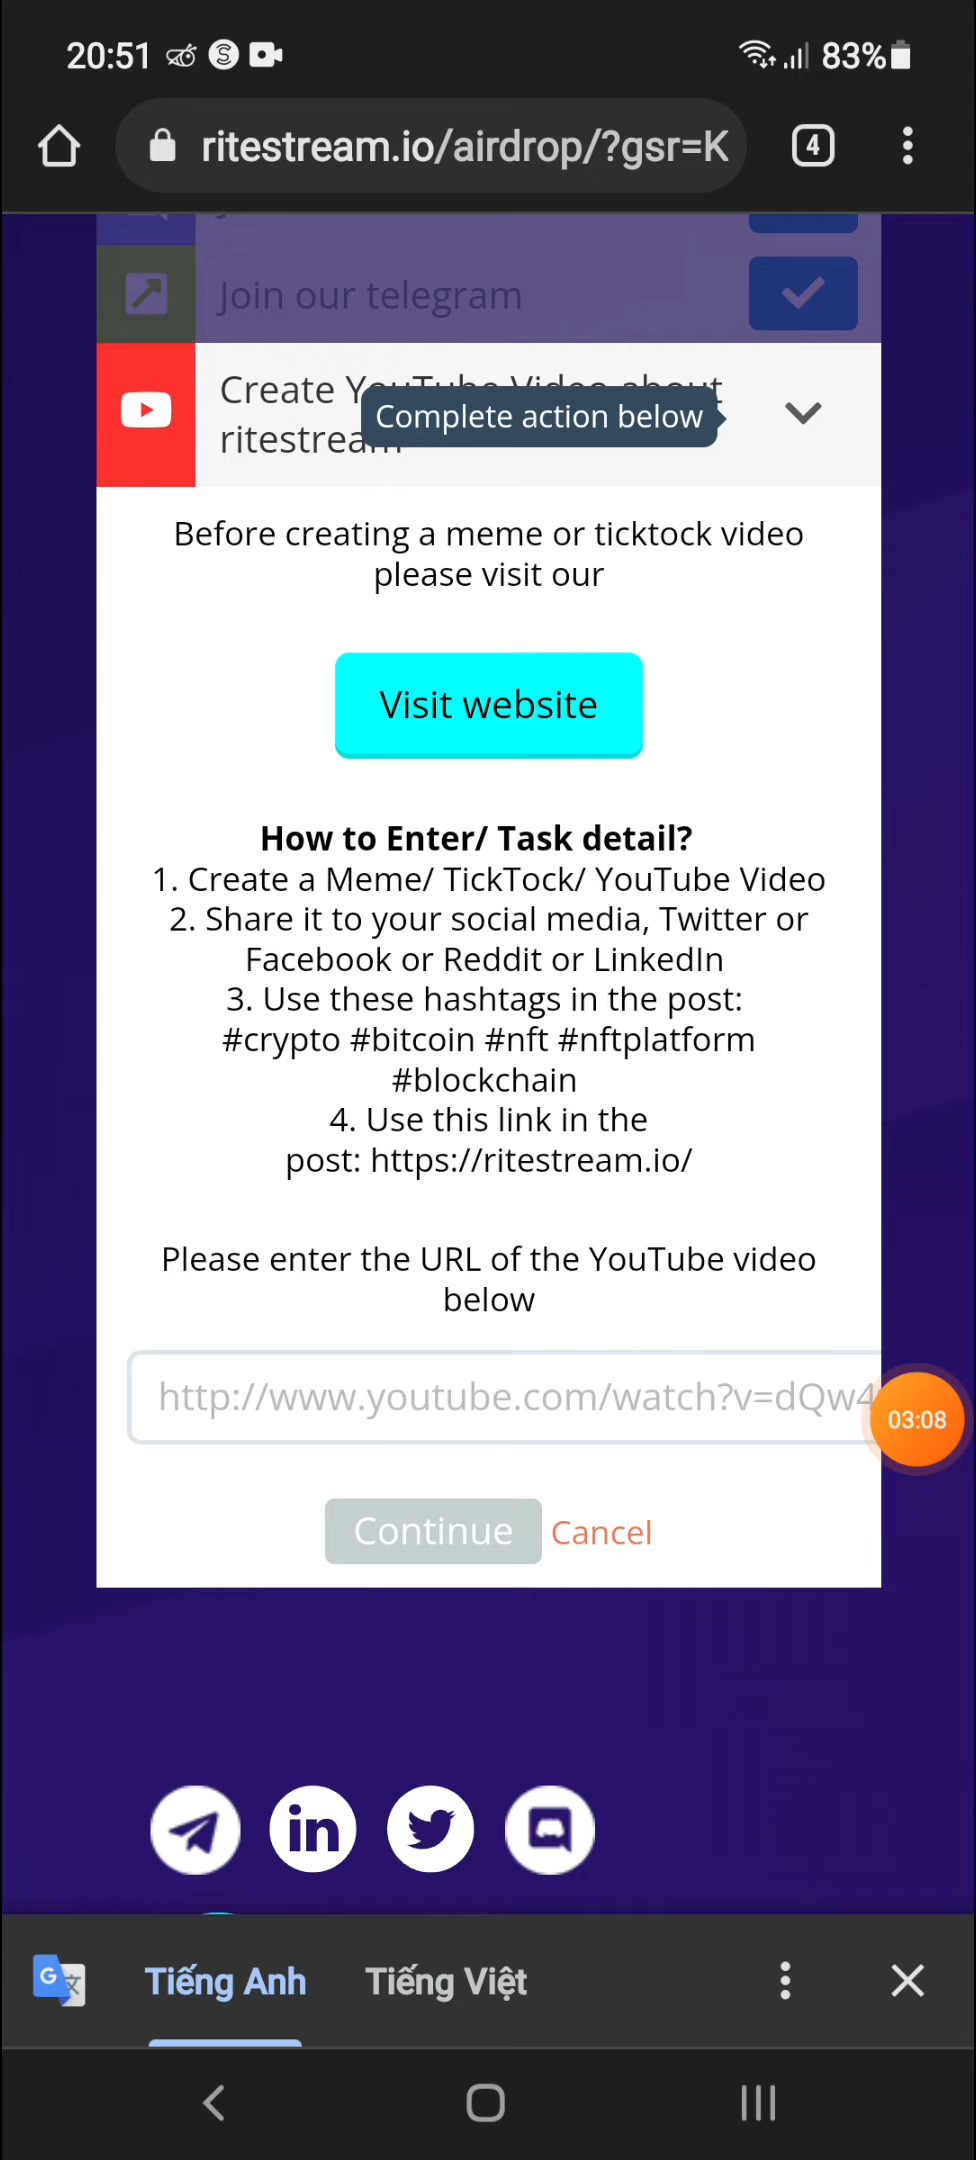 20:51
83%
ritestream.io/airdrop/?gsr=K
4
Join our telegram
Create YouTube Video about
ritestream
Complete action below
Before creating a meme or ticktock video
please visit our
Visit website
How to Enter/ Task detail?
1. Create a Meme/ TickTock/ YouTube Video
2. Share it to your social media, Twitter or
Facebook or Reddit or LinkedIn
3. Use these hashtags in the post:
#crypto #bitcoin #nft #nftplatform
#blockchain
4. Use this link in the
post: https://ritestream.io/
Please enter the URL of the YouTube video
below
http://www.youtube.com/watch?v=dQw4
03:08
Continue
Cancel
in
Tiếng Anh
Tiếng Việt